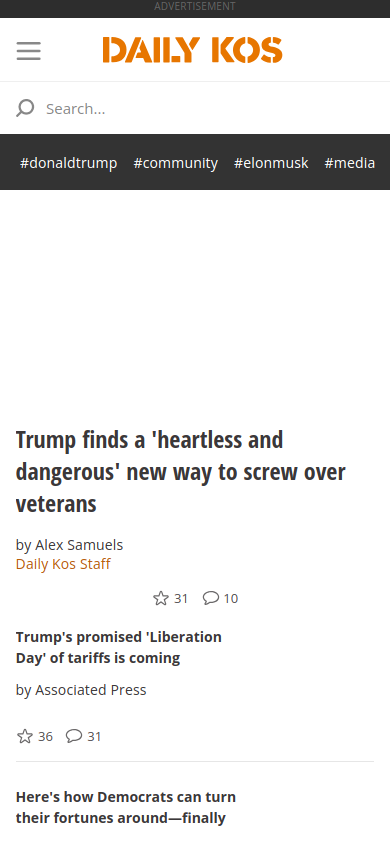 ADVERTISEMENT
DAILY KOS
Search...
#donaldtrump #community #elonmusk #media
Trump finds a 'heartless and
dangerous' new way to screw over
veterans
by Alex Samuels
Daily Kos Staff
31 10
Trump's promised 'Liberation
Day' of tariffs is coming
by Associated Press
36 31
Here's how Democrats can turn
their fortunes around—finally